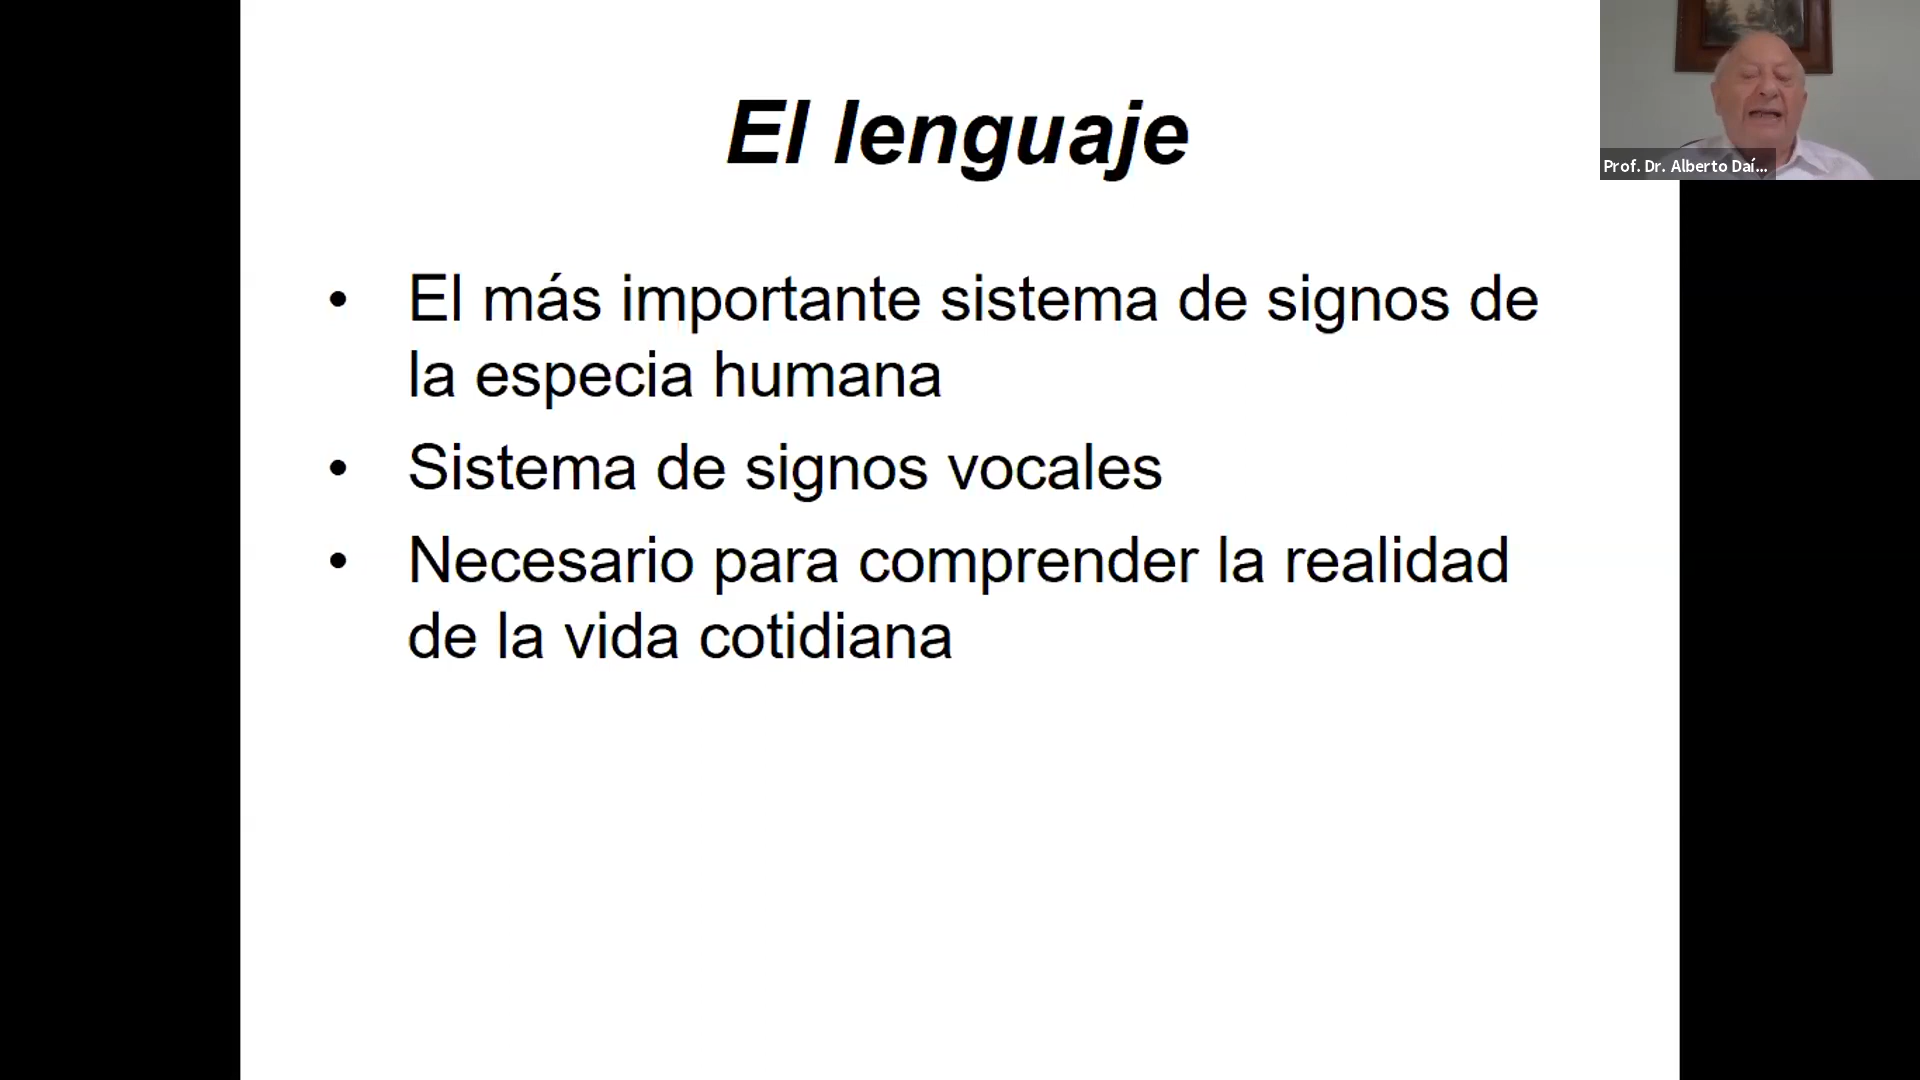 El lenguaje
• El más importante sistema de signos de
la especia humana
• Sistema de signos vocales
• Necesario para comprender la realidad
de la vida cotidiana
Prof. Dr. Alberto Daí...